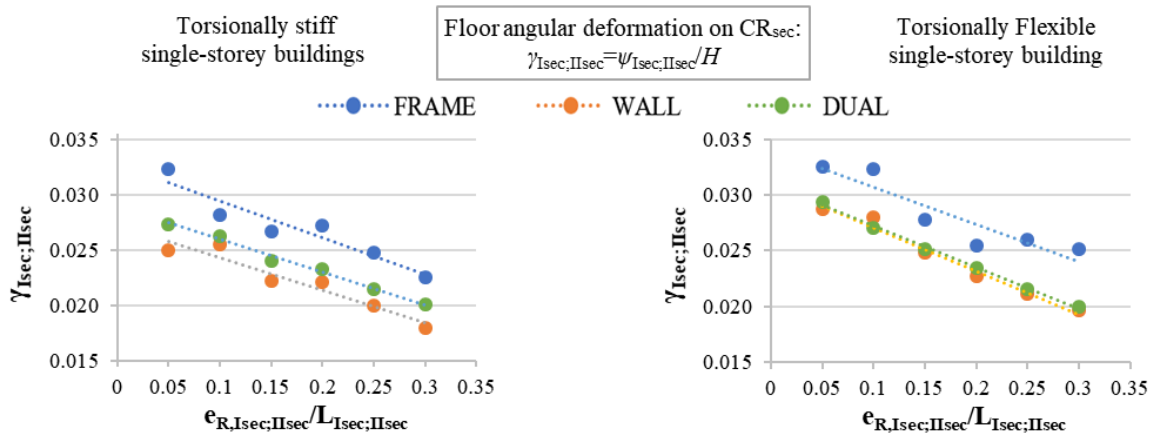 Torsionally stiff
single-storey buildings
Floor angular deformation on CRsec:
γIsec;IIsec=ψIsec;IIsec/H
Torsionally Flexible
single-storey building
FRAME WALL DUAL
0.035
0.030
0.025
0.020
0.015
γIsec;IIsec
0 0.05 0.1 0.15 0.2 0.25 0.3 0.35
eR,Isec;IIsec/LIsec;IIsec
0.035
0.030
0.025
0.020
0.015
γIsec;IIsec
0 0.05 0.1 0.15 0.2 0.25 0.3 0.35
eR,Isec;IIsec/LIsec;IIsec